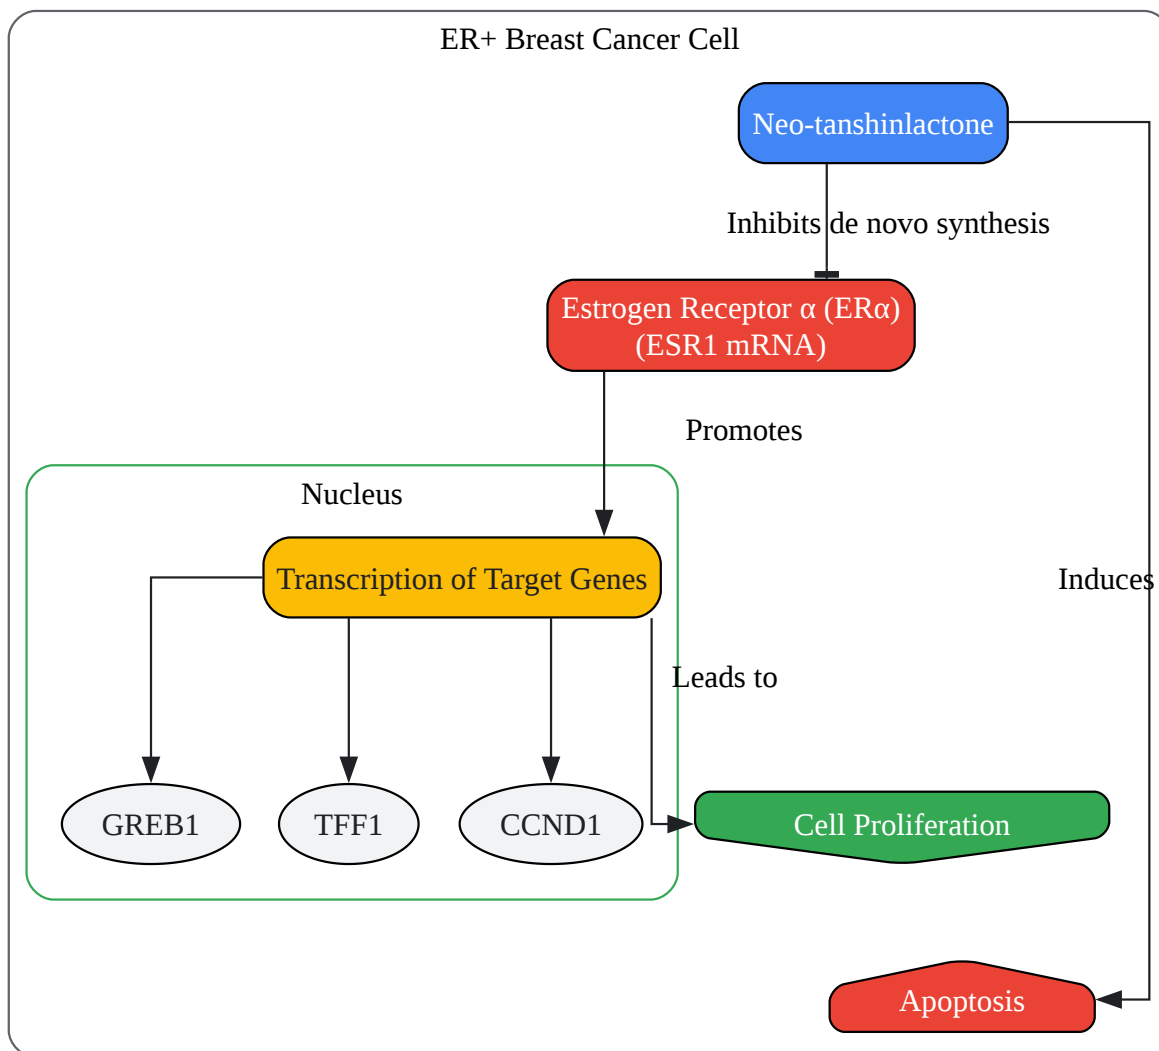 ER+ Breast Cancer Cell
Neo-tanshinlactone
Inhibits de novo synthesis
Estrogen Receptor α (ERα)
(ESR1 mRNA)
Promotes
Nucleus
Transcription of Target Genes
Induces
Leads to
GREB1
TFF1
CCND1
Cell Proliferation
Apoptosis